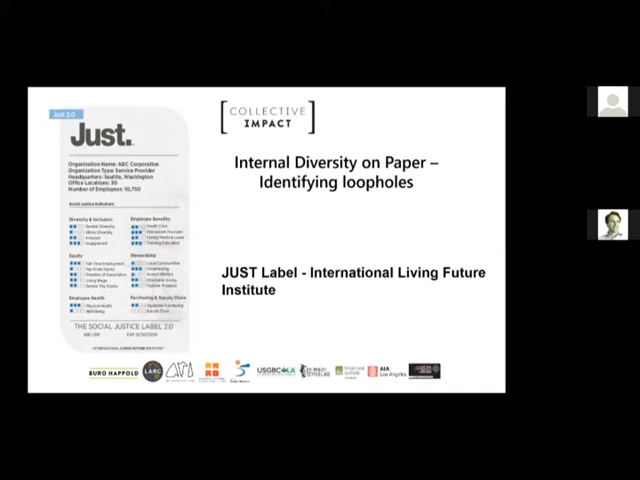 Just 2.0
Just.
Organization Name: ABC Corporation
Organization Type: Service Provider
Headquarters: Seattle, Washington
Office Locations: 30
Number of Employees: 10,750
Social Justice Indicators:
Diversity & Inclusion
Gender Diversity
Ethnic Diversity
Inclusion
Engagement
Equity
Full-Time Employment
Pay-Scale Equity
Freedom of Association
Living Wage
Gender Pay Equity
Employee Health
Physical Health
Well-Being
Employee Benefits
Health Care
Retirement Provision
Family/Medical Leave
Training/Education
Stewardship
Local Communities
Volunteering
Animal Welfare
Charitable Giving
Positive Products
Purchasing & Supply Chain
Equitable Purchasing
Supply Chain
THE SOCIAL JUSTICE LABEL 2.0
INTERNATIONAL LIVING FUTURE INSTITUTE
COLLECTIVE
IMPACT
Internal Diversity on Paper –
Identifying loopholes
JUST Label - International Living Future
Institute
BURO HAPPOLD
LARC
USGBC LA
AIA
Los Angeles